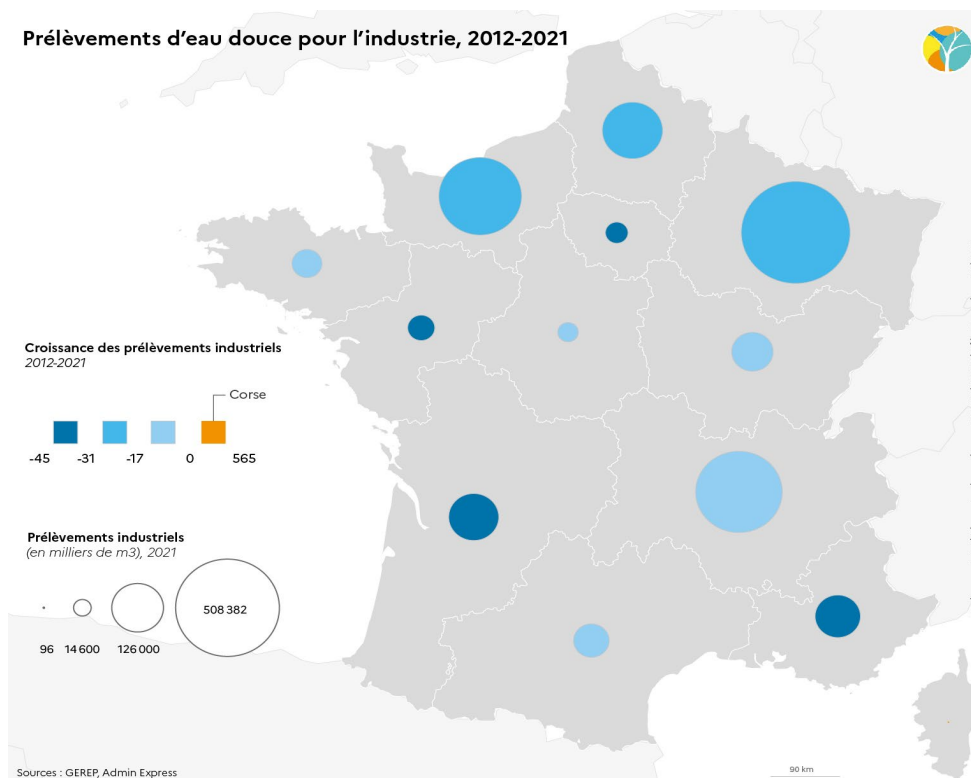 Prélèvements d’eau douce pour l’industrie, 2012-2021
Croissance des prélèvements industriels
2012-2021
Corse
-45 -31 -17 0 565
Prélèvements industriels
(en milliers de m3), 2021
508 382
96 14 600 126 000
Sources : GEREP, Admin Express
90 km